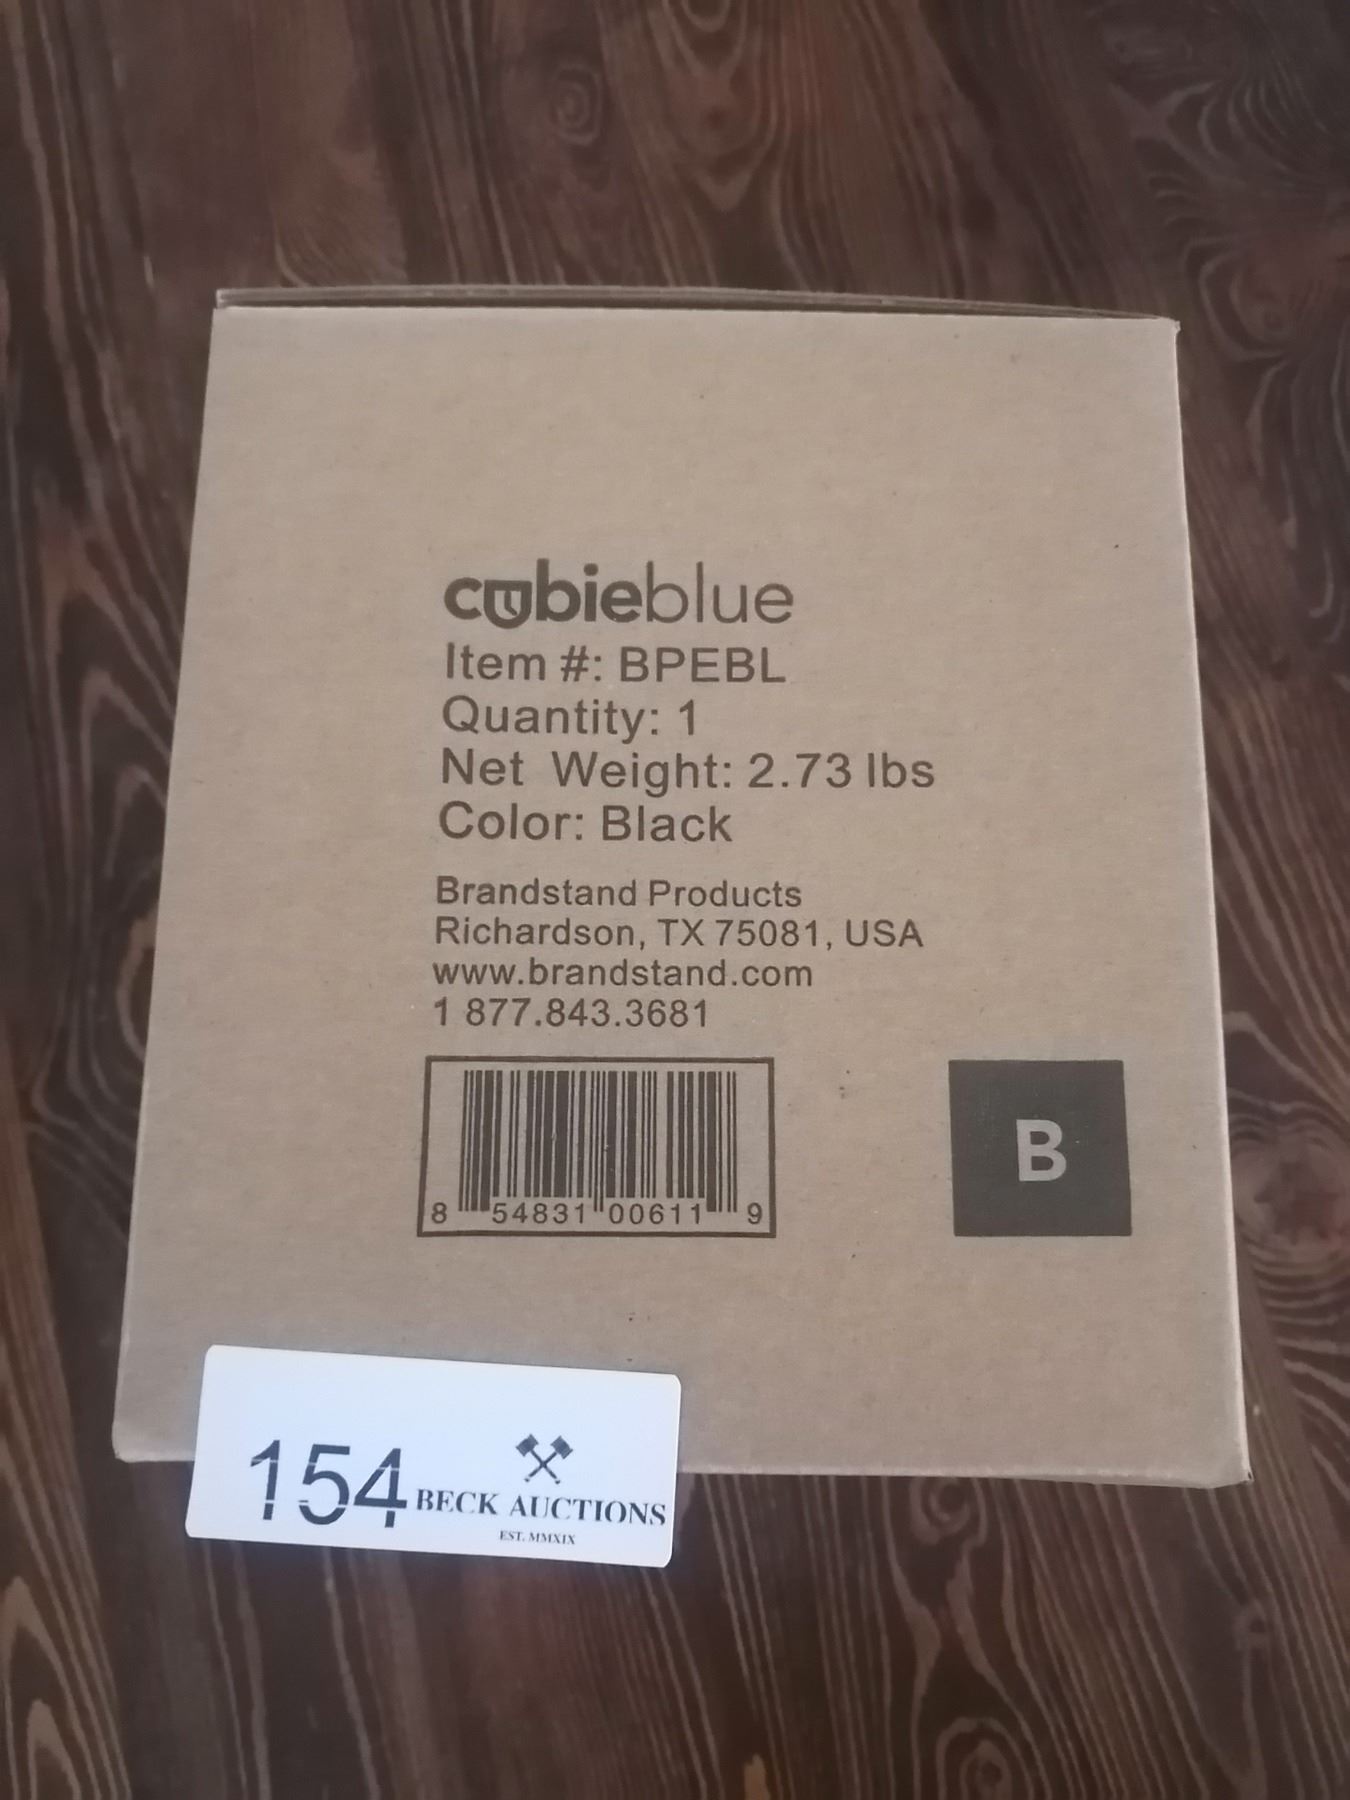 cubieblue
Item #: BPEBL
Quantity: 1
Net Weight: 2.73 lbs
Color: Black
Brandstand Products
Richardson, TX 75081, USA
www.brandstand.com
1 877.843.3681
8 54831 00611 9
B
154 BECK AUCTIONS
EST. MMXIX